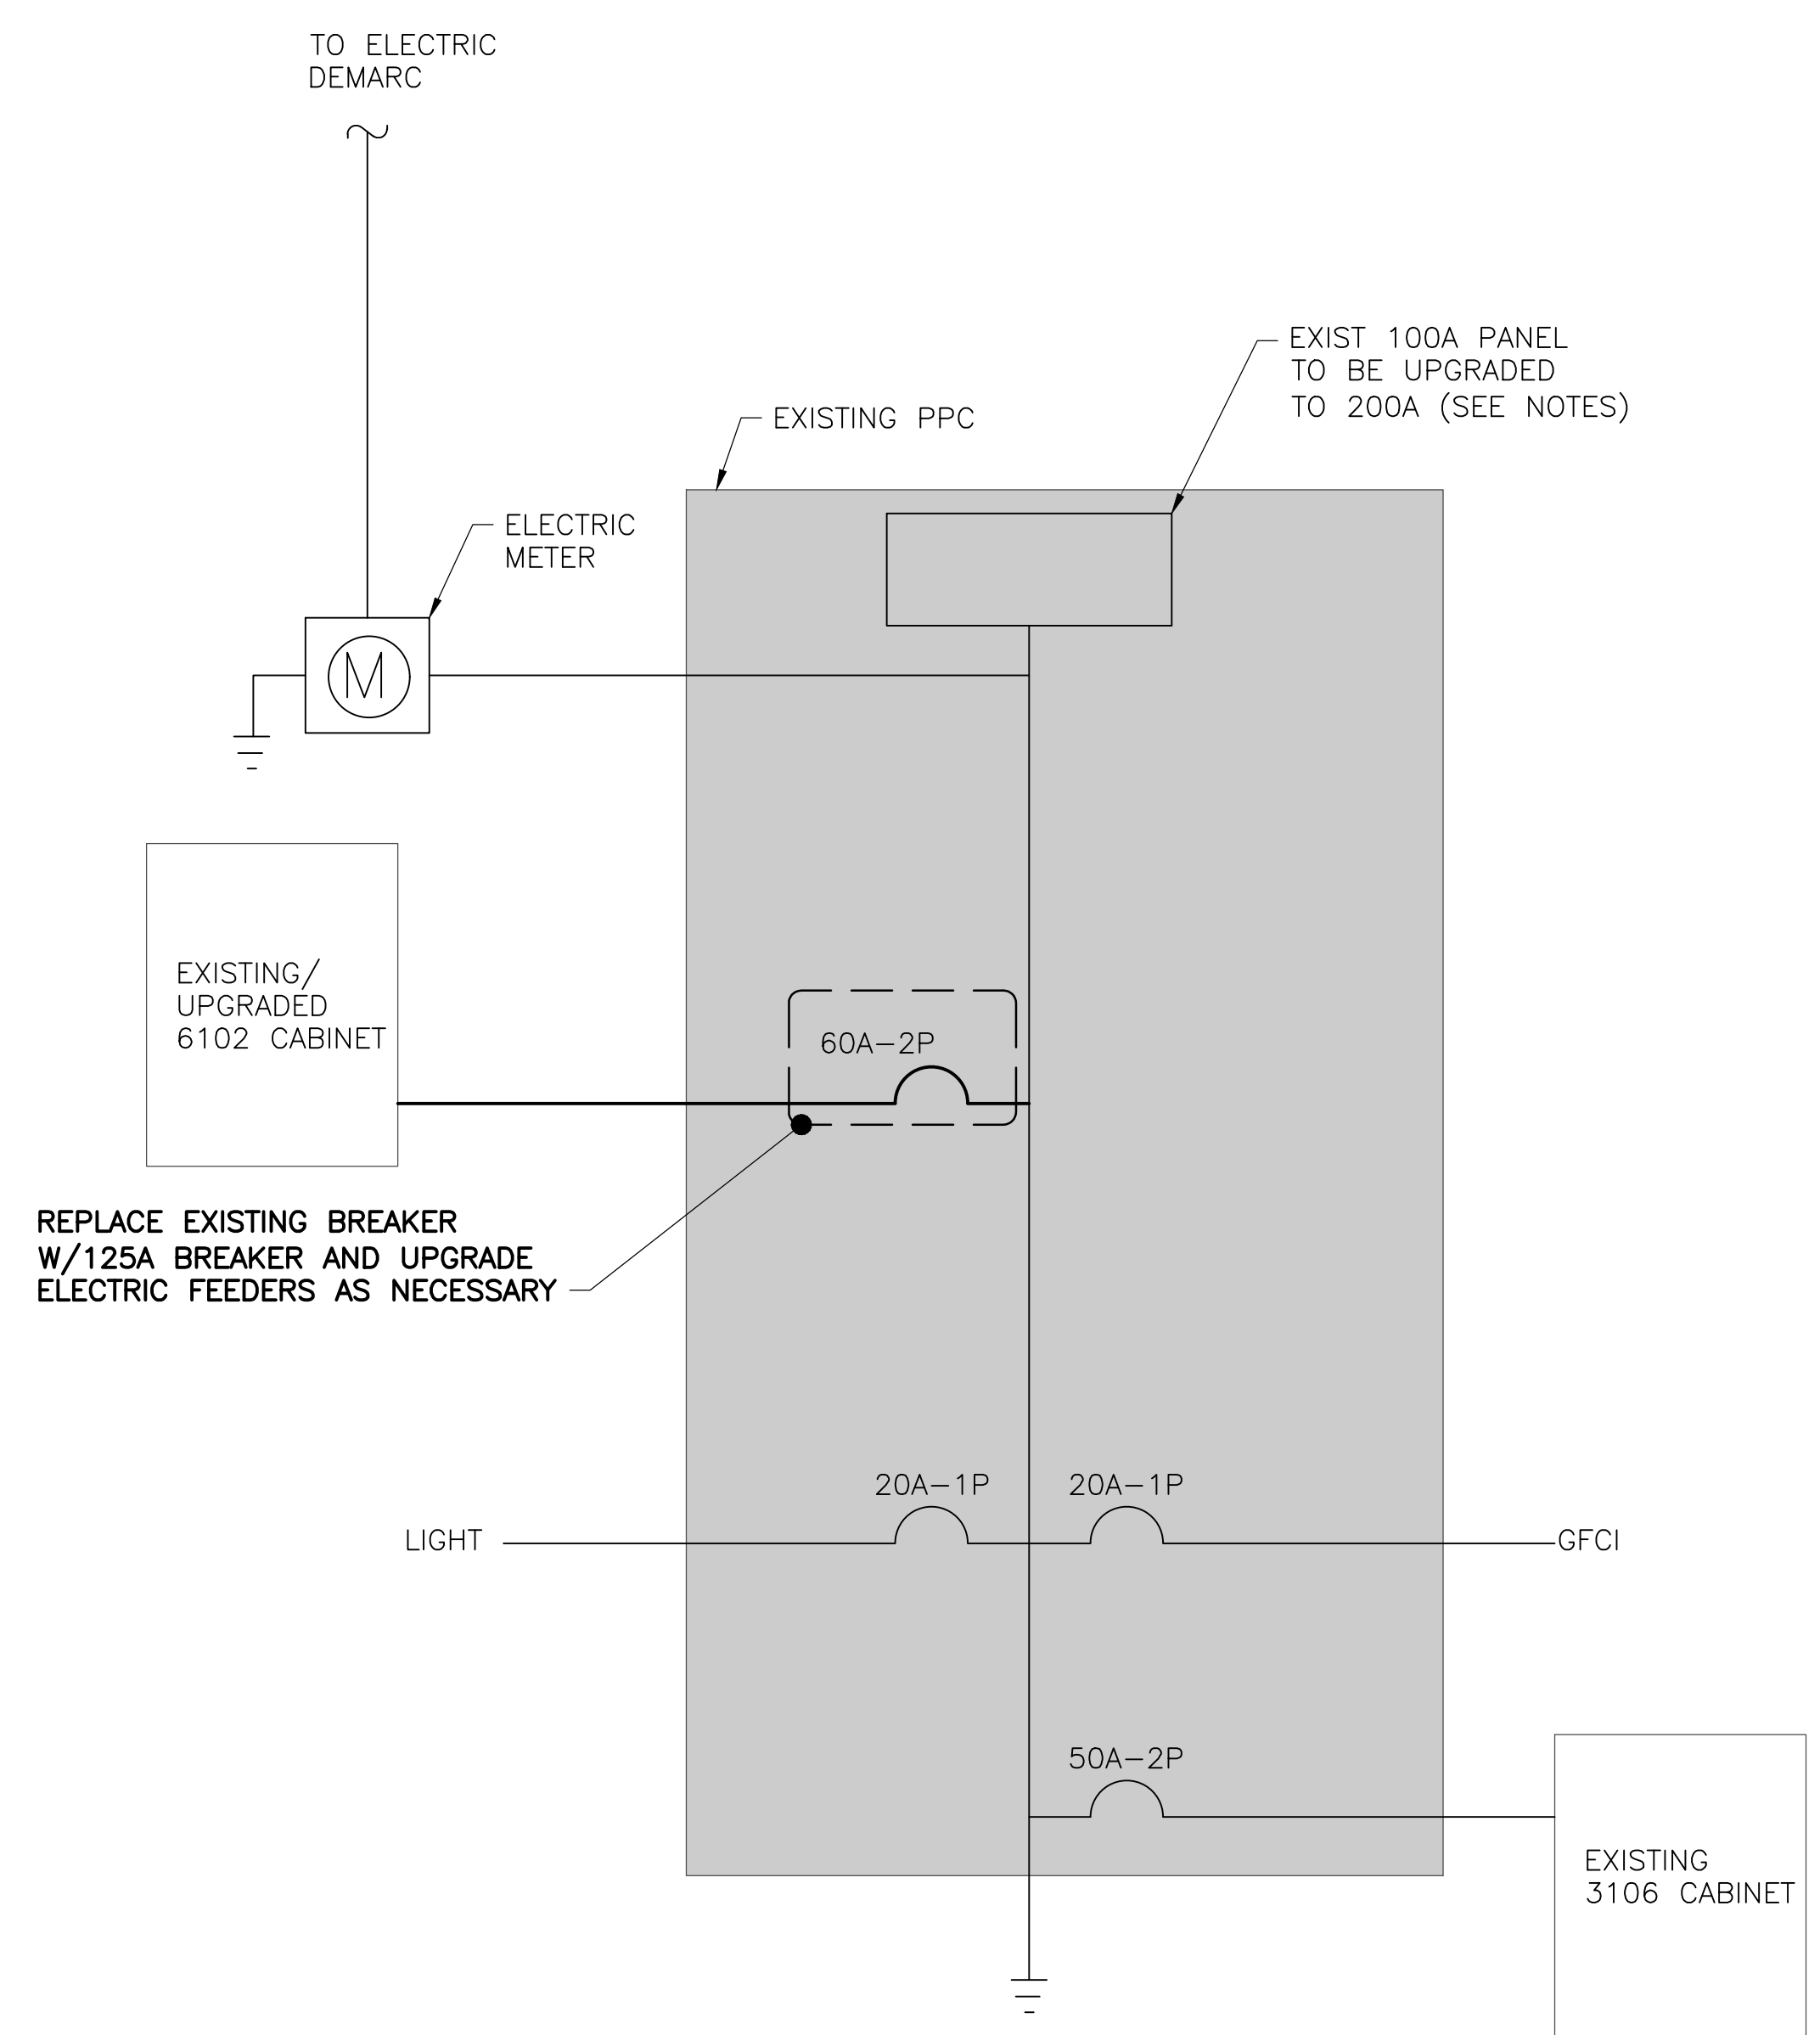 TO ELECTRIC
DEMARC
EXIST 100A PANEL
TO BE UPGRADED
TO 200A (SEE NOTES)
EXISTING PPC
ELECTRIC
METER
M
EXISTING/
UPGRADED
6102 CABINET
60A-2P
REPLACE EXISTING BREAKER
W/125A BREAKER AND UPGRADE
ELECTRIC FEEDERS AS NECESSARY
20A-1P
20A-1P
LIGHT
GFCI
50A-2P
EXISTING
3106 CABINET